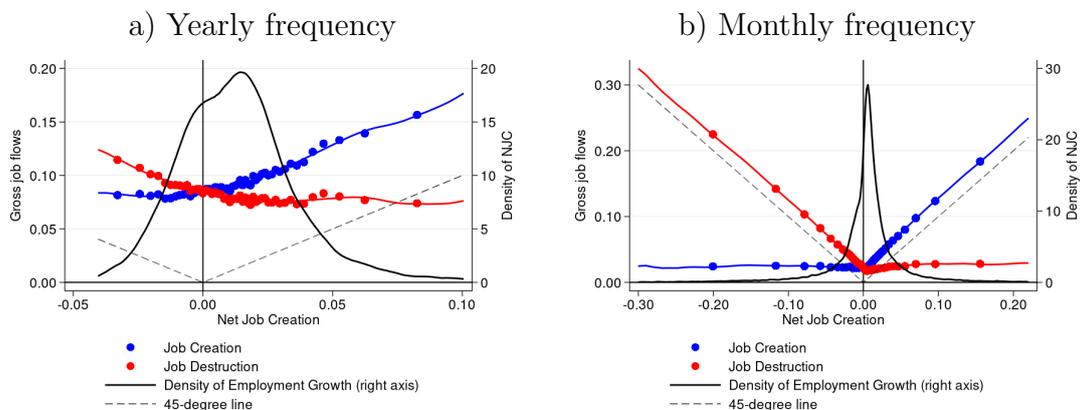 a) Yearly frequency
0.20
0.15
0.10
0.05
0.00
Gross job flows
20
15
10
5
0
Density of NJC
-0.05
0.00
0.05
0.10
Net Job Creation
Job Creation
Job Destruction
Density of Employment Growth (right axis)
45-degree line
b) Monthly frequency
0.30
0.20
0.10
0.00
Gross job flows
30
20
10
0
Density of NJC
-0.30
-0.20
-0.10
0.00
0.10
0.20
Net Job Creation
Job Creation
Job Destruction
Density of Employment Growth (right axis)
45-degree line